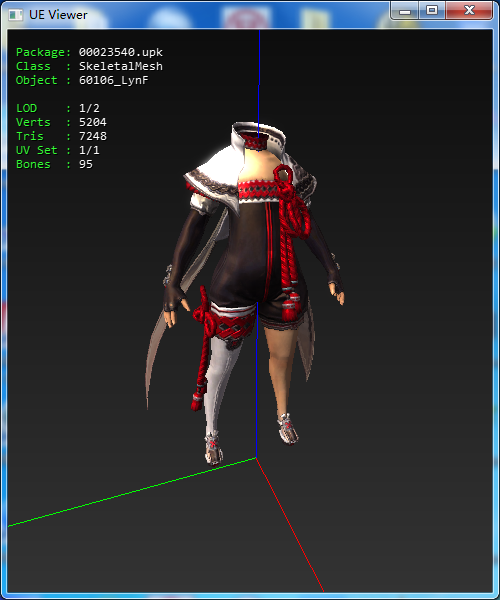 UE Viewer
Package: 00023540.upk
Class : SkeletalMesh
Object : 60106_LynF
LOD : 1/2
Verts : 5204
Tris : 7248
UV Set : 1/1
Bones : 95